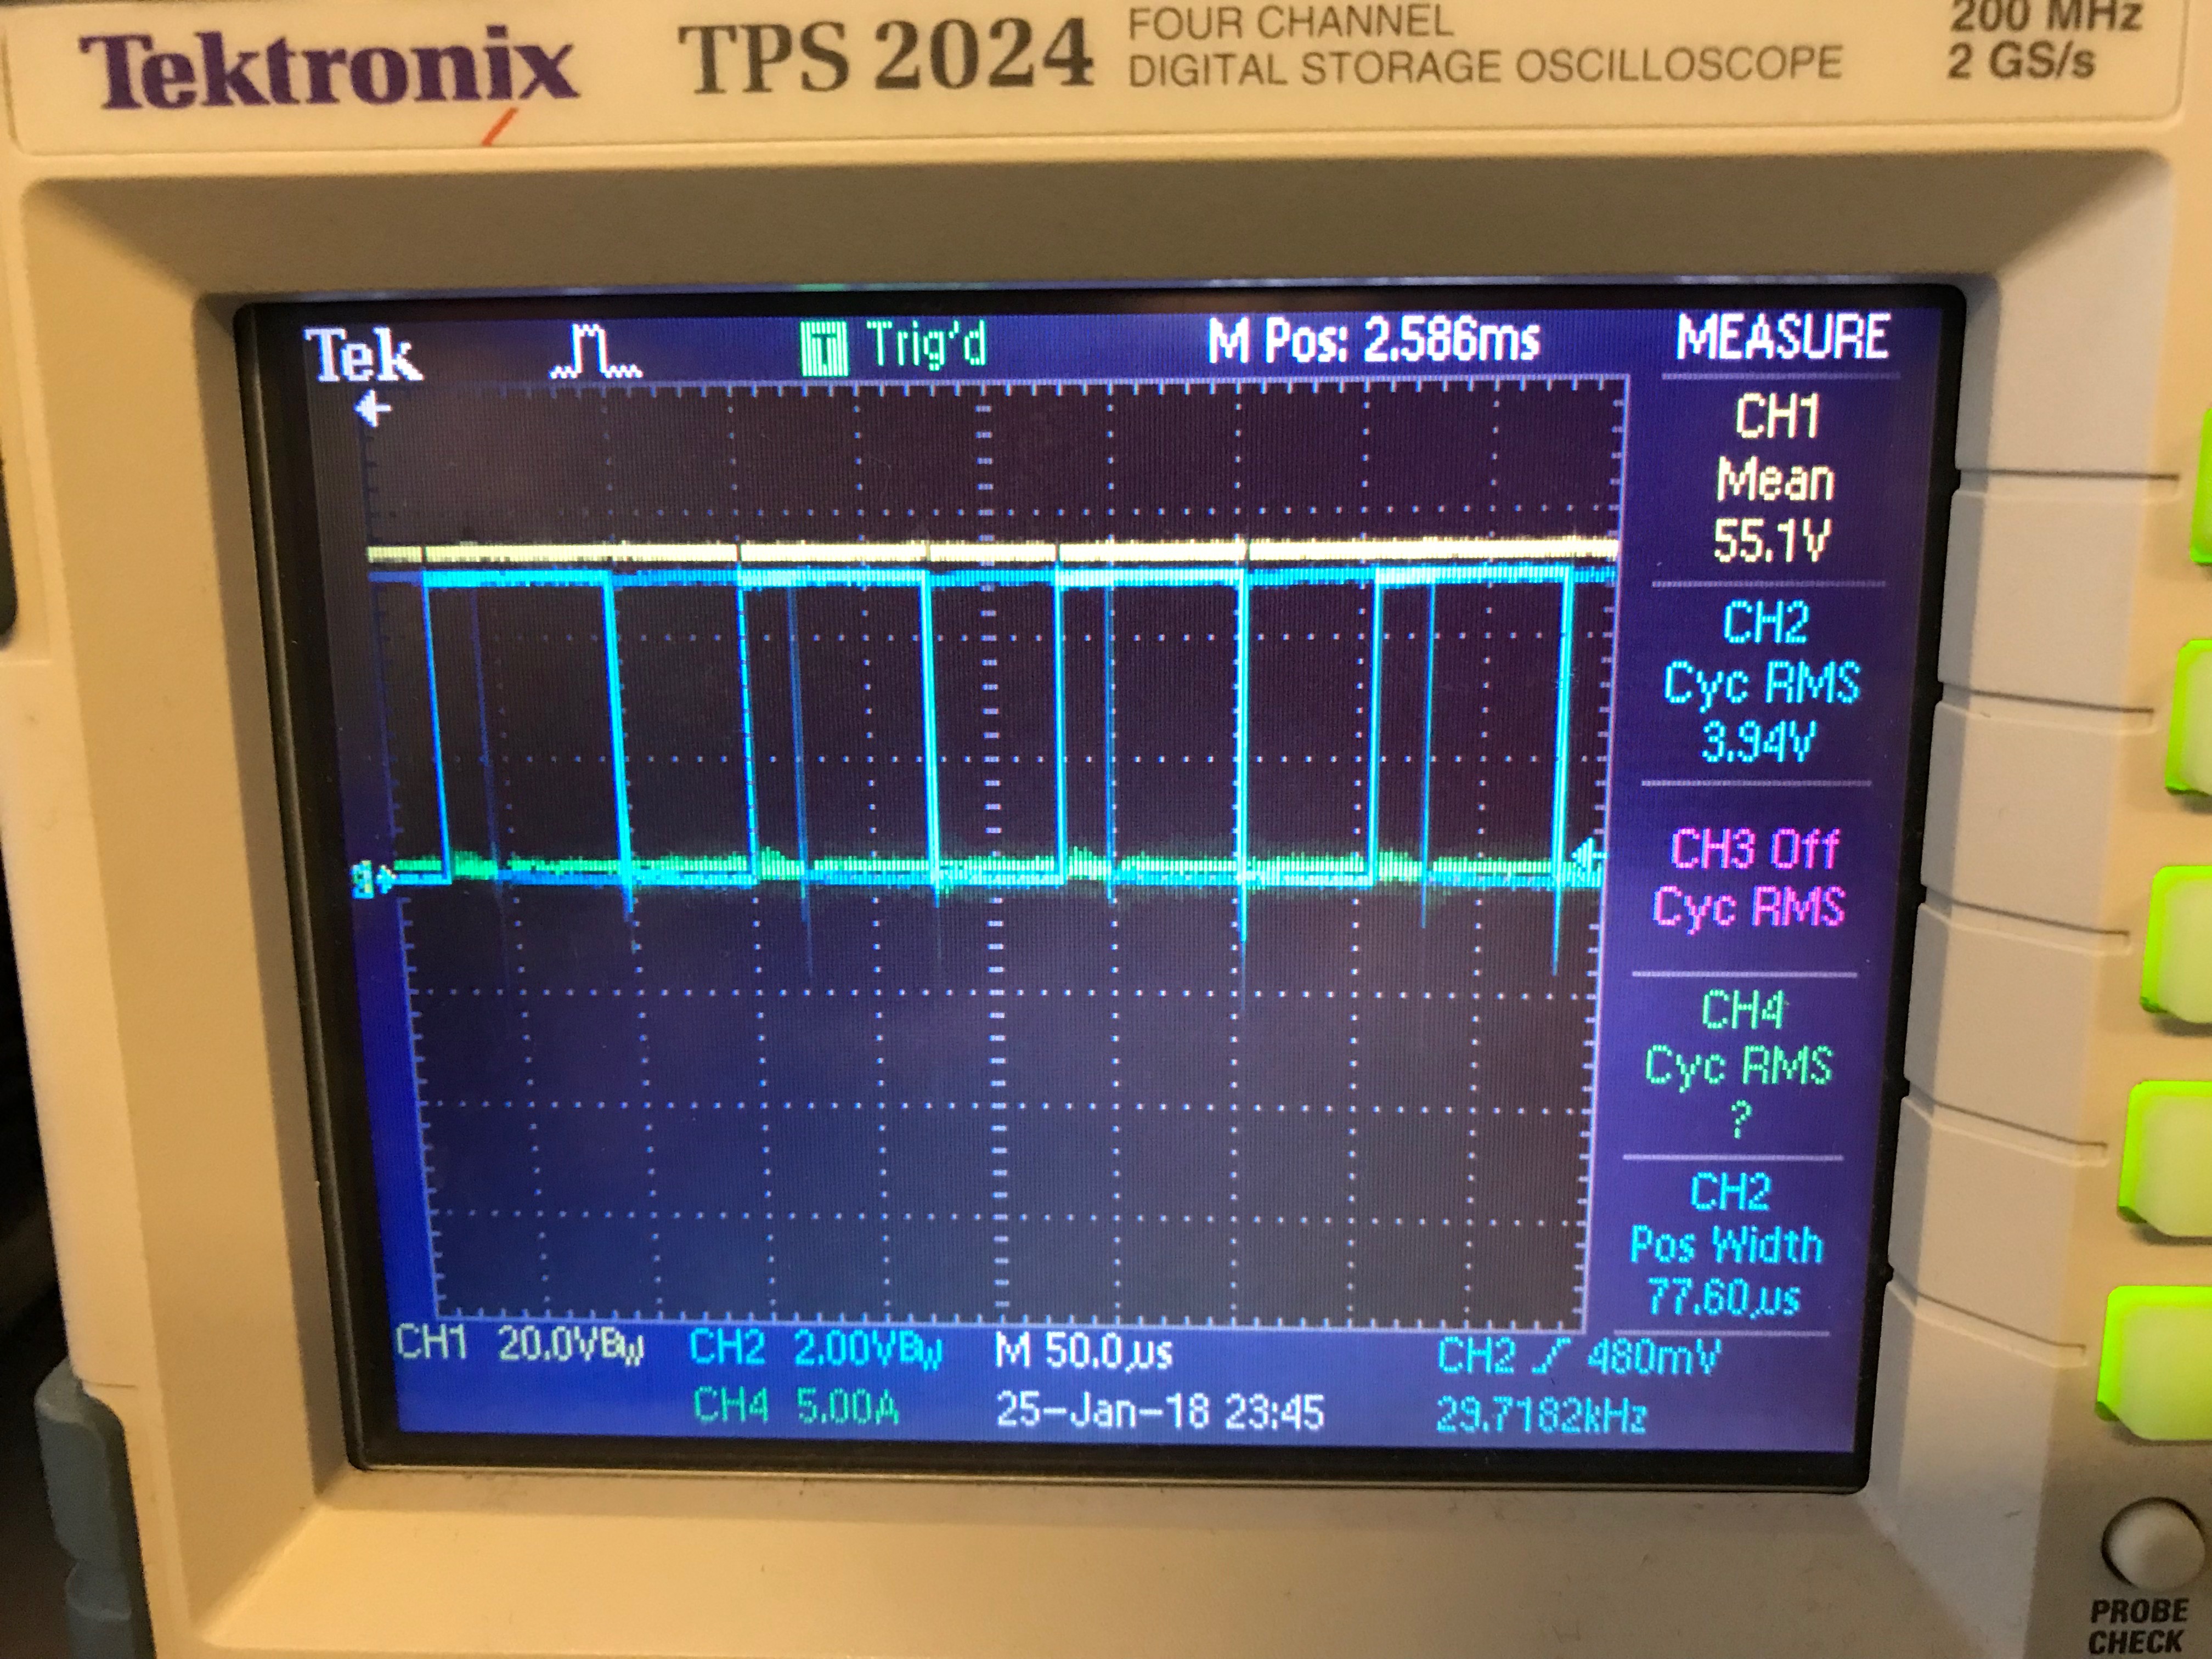 Tektronix TPS 2024 FOUR CHANNEL
DIGITAL STORAGE OSCILLOSCOPE
200 MHz
2 GS/s
Tek T Trig'd M Pos: 2.586ms MEASURE
CH1
Mean
55.1V
CH2
Cyc RMS
3.94V
CH3 Off
Cyc RMS
CH4
Cyc RMS
?
CH2
Pos Width
77.60µs
CH1 20.0VBW CH2 2.00VBW M 50.0µs CH2 480mV
CH4 5.00A 25-Jan-18 23:45 29.7182kHz
PROBE
CHECK